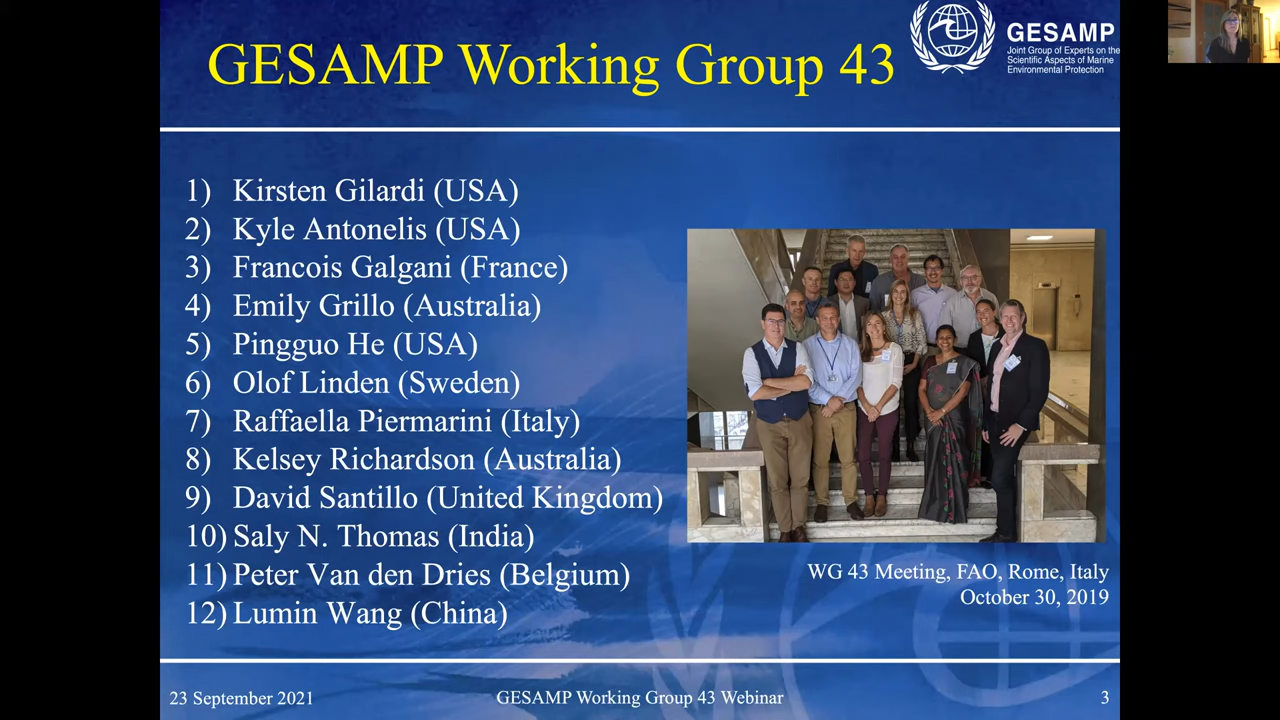 GESAMP Working Group 43
GESAMP
Joint Group of Experts on the
Scientific Aspects of Marine
Environmental Protection
1) Kirsten Gilardi (USA)
2) Kyle Antonelis (USA)
3) Francois Galgani (France)
4) Emily Grillo (Australia)
5) Pingguo He (USA)
6) Olof Linden (Sweden)
7) Raffaella Piermarini (Italy)
8) Kelsey Richardson (Australia)
9) David Santillo (United Kingdom)
10) Saly N. Thomas (India)
11) Peter Van den Dries (Belgium)
12) Lumin Wang (China)
WG 43 Meeting, FAO, Rome, Italy
October 30, 2019
23 September 2021
GESAMP Working Group 43 Webinar
3